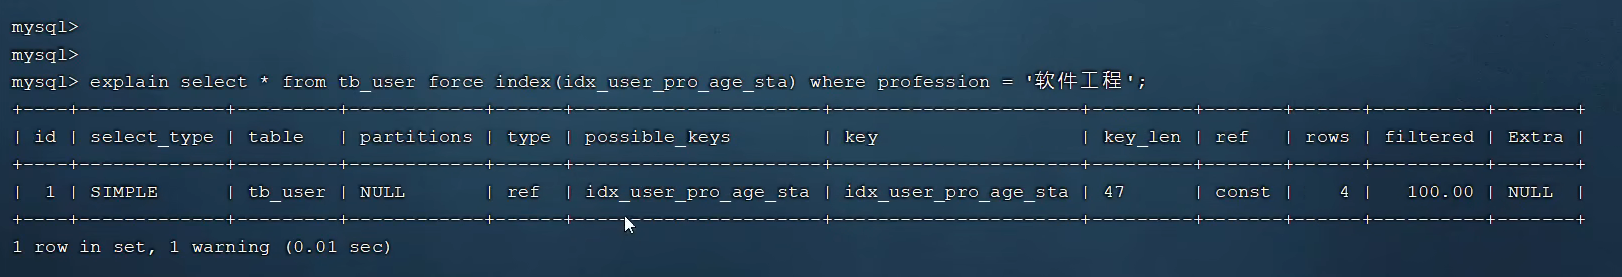 mysql>
mysql>
mysql> explain select * from tb_user force index(idx_user_pro_age_sta) where profession = '软件工程';
+----+-------------+---------+------------+------+----------------------+----------------------+---------+-------+------+----------+-------+
| id | select_type | table   | partitions | type | possible_keys        | key                  | key_len | ref   | rows | filtered | Extra |
+----+-------------+---------+------------+------+----------------------+----------------------+---------+-------+------+----------+-------+
|  1 | SIMPLE      | tb_user | NULL       | ref  | idx_user_pro_age_sta | idx_user_pro_age_sta | 47      | const |    4 |   100.00 | NULL  |
+----+-------------+---------+------------+------+----------------------+----------------------+---------+-------+------+----------+-------+
1 row in set, 1 warning (0.01 sec)